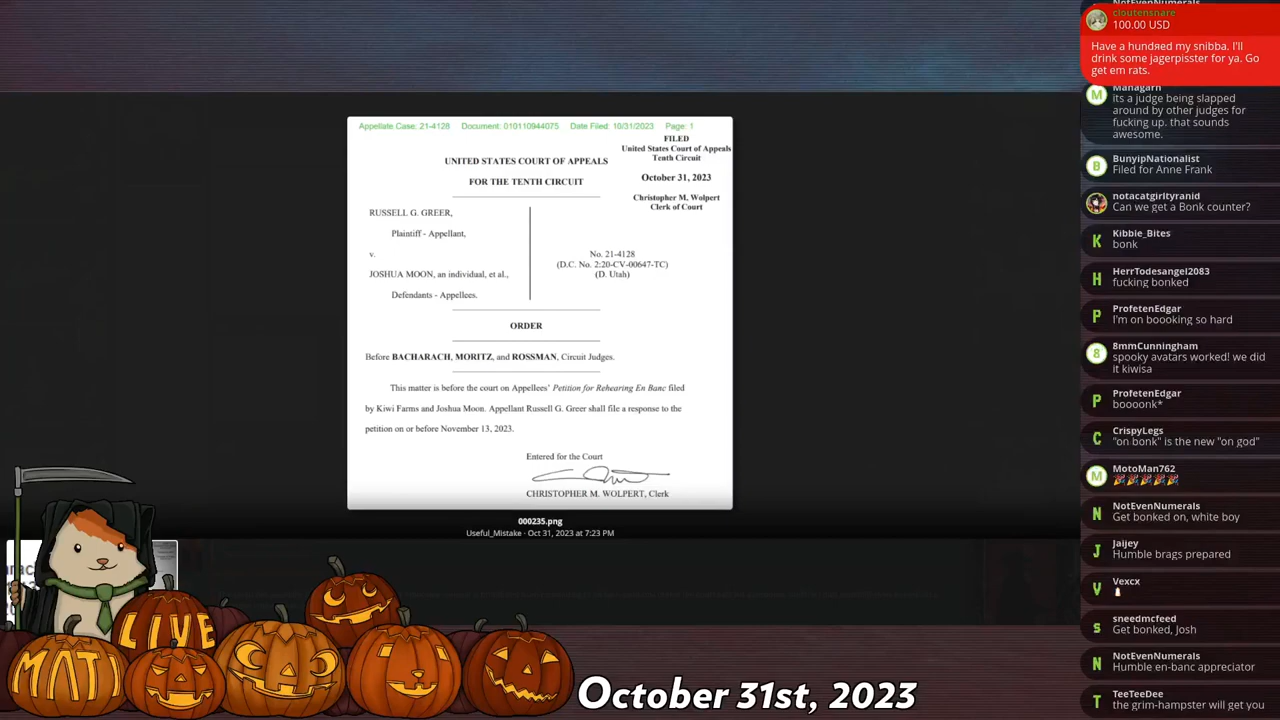 Appellate Case: 21-4128 Document: 010110944075 Date Filed: 10/31/2023 Page: 1
FILED
United States Court of Appeals
Tenth Circuit
October 31, 2023
Christopher M. Wolpert
Clerk of Court
UNITED STATES COURT OF APPEALS
FOR THE TENTH CIRCUIT
RUSSELL G. GREER,
Plaintiff - Appellant,
v.
JOSHUA MOON, an individual, et al.,
Defendants - Appellees.
No. 21-4128
(D.C. No. 2:20-CV-00647-TC)
(D. Utah)
ORDER
Before BACHARACH, MORITZ, and ROSSMAN, Circuit Judges.
This matter is before the court on Appellees' Petition for Rehearing En Banc filed
by Kiwi Farms and Joshua Moon. Appellant Russell G. Greer shall file a response to the
petition on or before November 13, 2023.
Entered for the Court
CHRISTOPHER M. WOLPERT, Clerk
000235.png
Useful_Mistake · Oct 31, 2023 at 7:23 PM
LIVE
MATI
October 31st, 2023
NotEvenNumerals
cloutensnare
100.00 USD
Have a hundяed my snibba. I'll
drink some jagerpisster for ya. Go
get em rats.
Managarn
its a judge being slapped
around by other judges for
fucking up. that sounds
awesome.
BunyipNationalist
Filed for Anne Frank
Cotacatgirltyranid
Can we get a Bonk counter?
Kibble_Bites
bonk
HerrTodesangel2083
fucking bonked
ProfetenEdgar
I'm on boooking so hard
8mmCunningham
spooky avatars worked! we did
it kiwisa
ProfetenEdgar
boooonk*
CrispyLegs
"on bonk" is the new "on god"
MotoMan762
NotEvenNumerals
Get bonked on, white boy
Jaijey
Humble brags prepared
Vexcx
sneedmcfeed
Get bonked, Josh
NotEvenNumerals
Humble en-banc appreciator
TeeTeeDee
the grim-hampster will get you